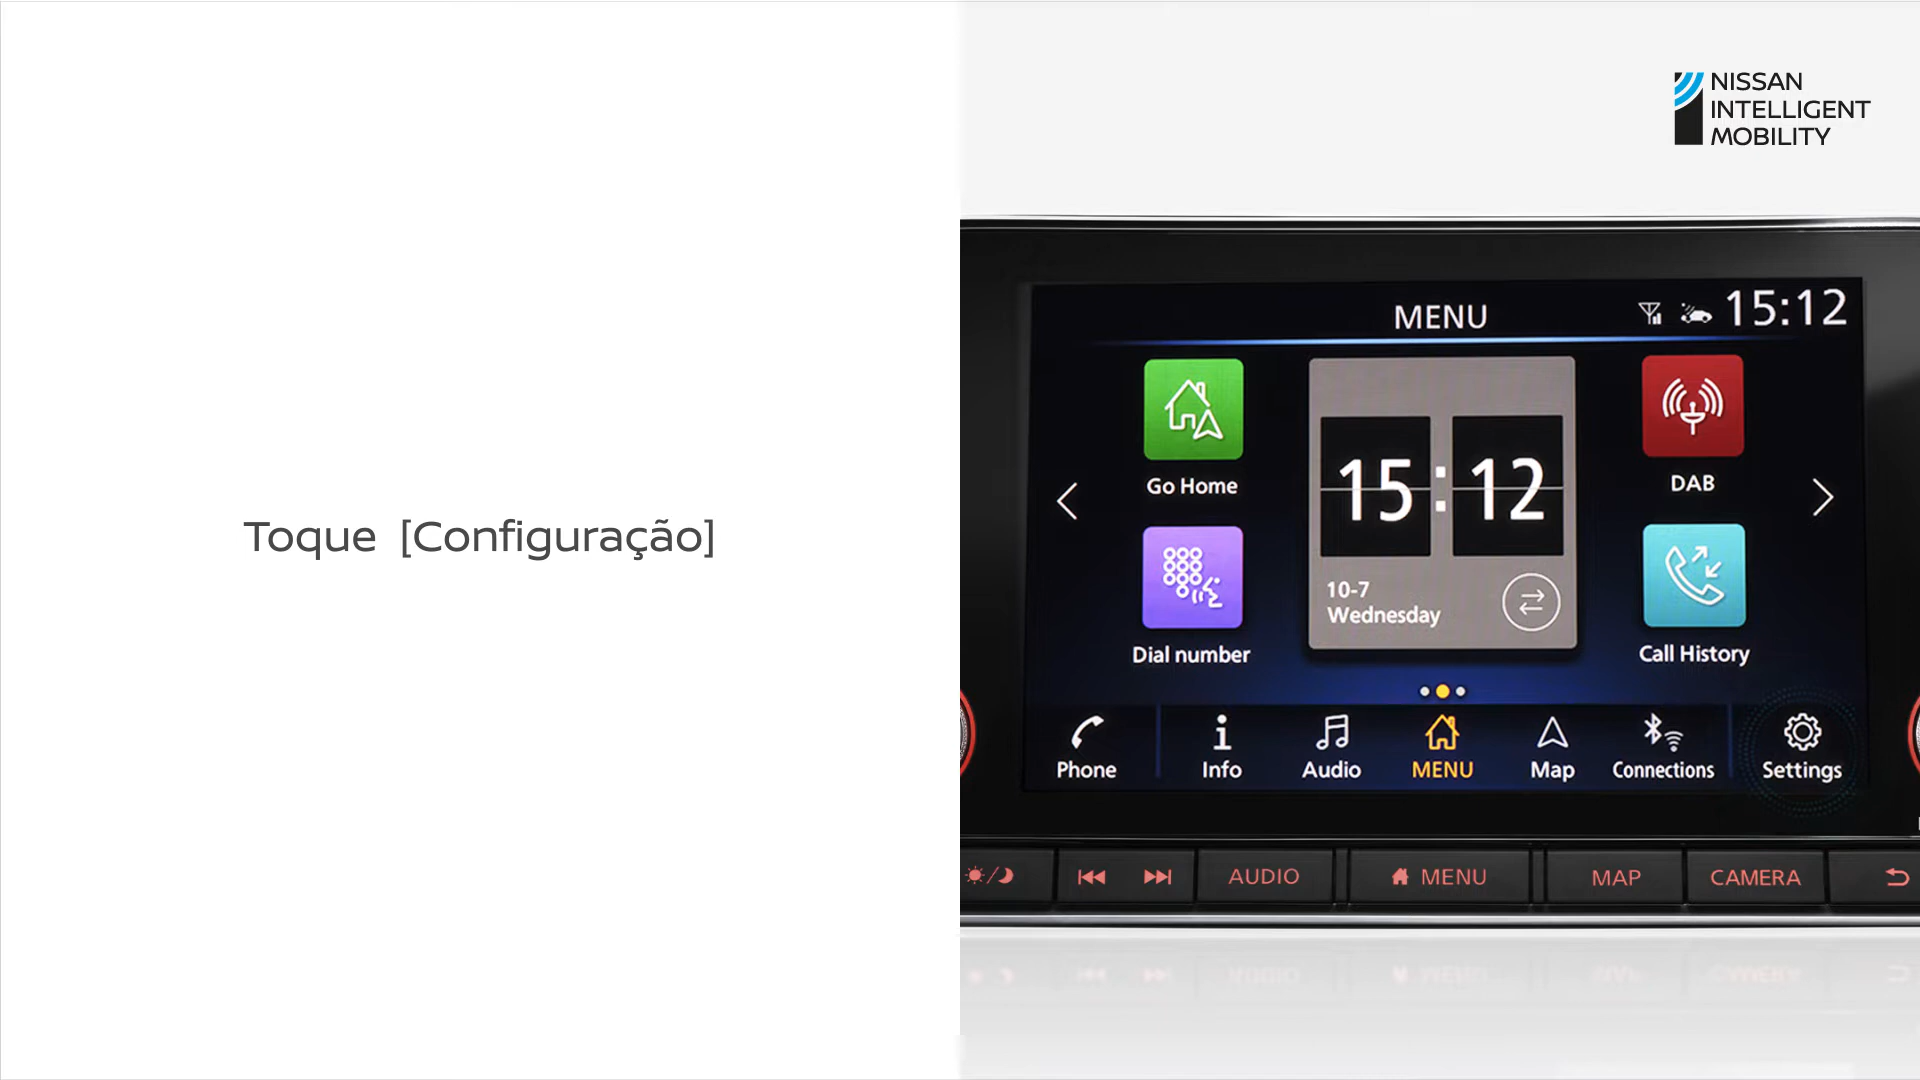 Toque [Configuração]
NISSAN
INTELLIGENT
MOBILITY
MENU
15:12
Go Home
DAB
15:12
10-7
Wednesday
Dial number
Call History
Phone
Info
Audio
MENU
Map
Connections
Settings
AUDIO
MENU
MAP
CAMERA